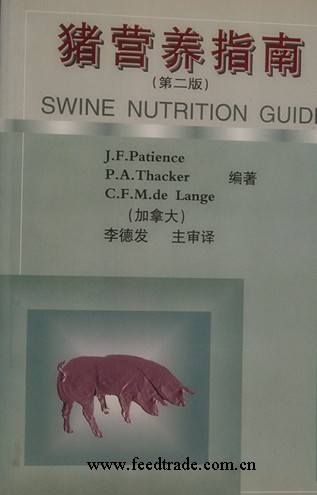 猪营养指南
(第二版)
SWINE NUTRITION GUID
J.F.Patience
P.A.Thacker 编著
C.F.M.de Lange
(加拿大)
李德发 主审译
www.feedtrade.com.cn